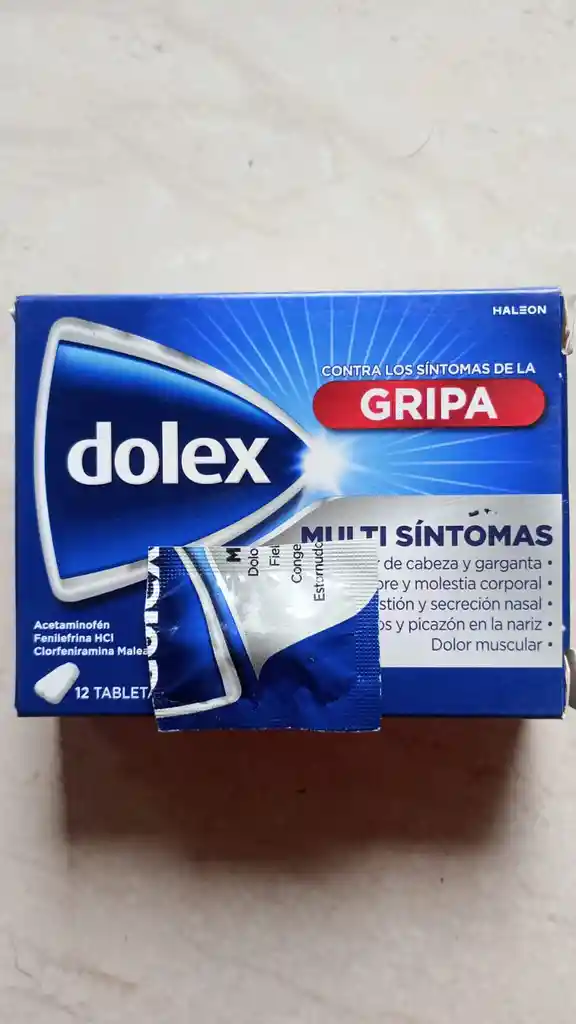 HALEON
CONTRA LOS SÍNTOMAS DE LA
GRIPA
dolex
MULTI SÍNTOMAS
de cabeza y garganta •
y molestia corporal •
y secreción nasal •
y picazón en la nariz •
Dolor muscular •
Acetaminofén
Fenilefrina HCl
Clorfeniramina
12